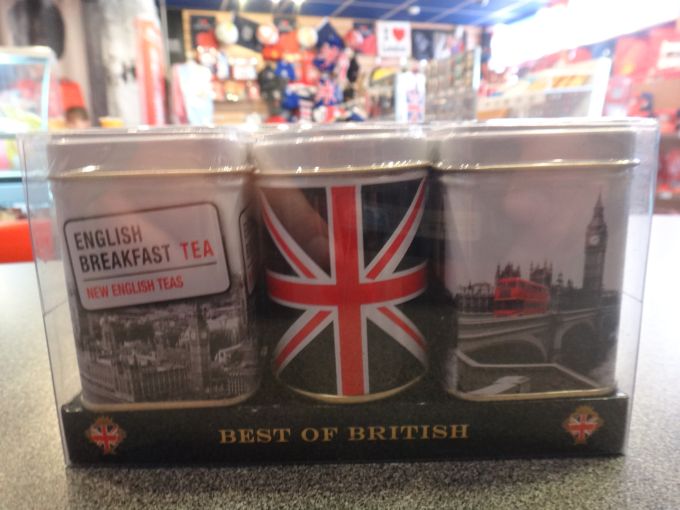 I ❤
ENGLISH
BREAKFAST TEA
NEW ENGLISH TEAS
BEST OF BRITISH